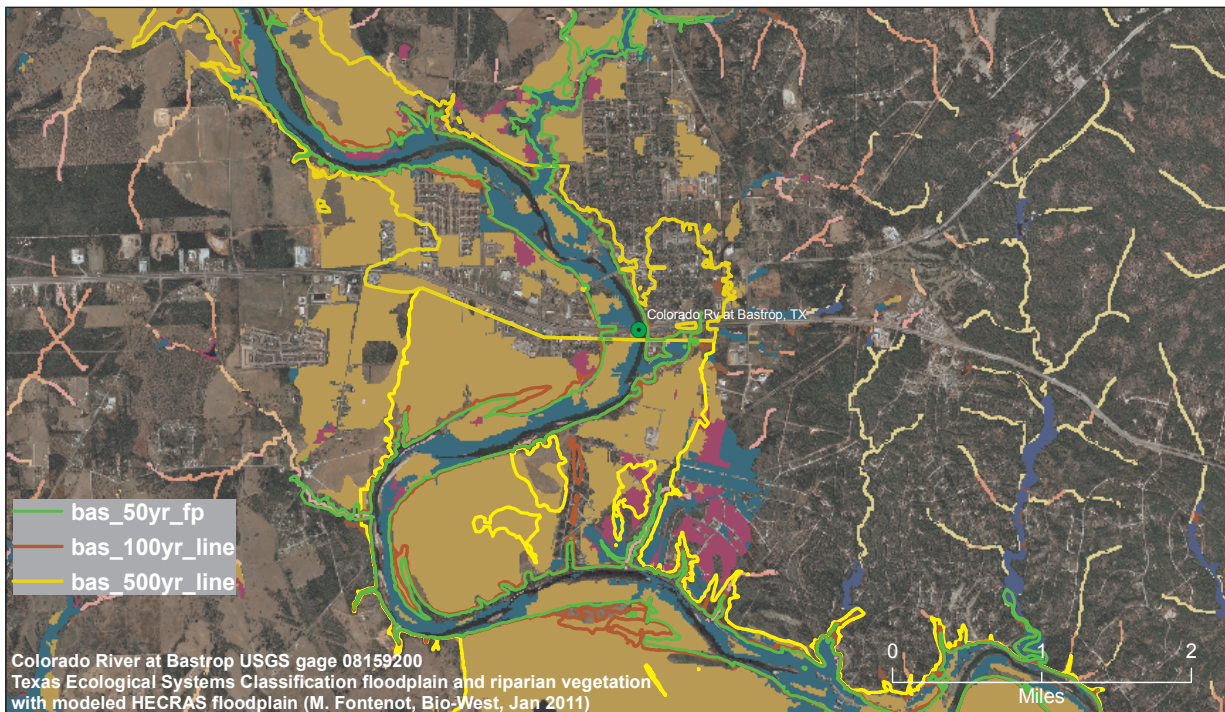 Colorado Rv at Bastrop, TX
bas_50yr_fp
bas_100yr_line
bas_500yr_line
0 1 2
Miles
Colorado River at Bastrop USGS gage 08159200
Texas Ecological Systems Classification floodplain and riparian vegetation
with modeled HECRAS floodplain (M. Fontenot, Bio-West, Jan 2011)